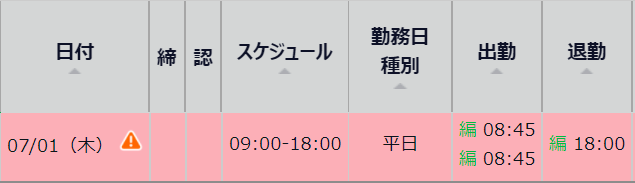 日付
締
認
スケジュール
勤務日
種別
出勤
退勤
07/01（木）
09:00-18:00
平日
編 08:45
編 08:45
編 18:00